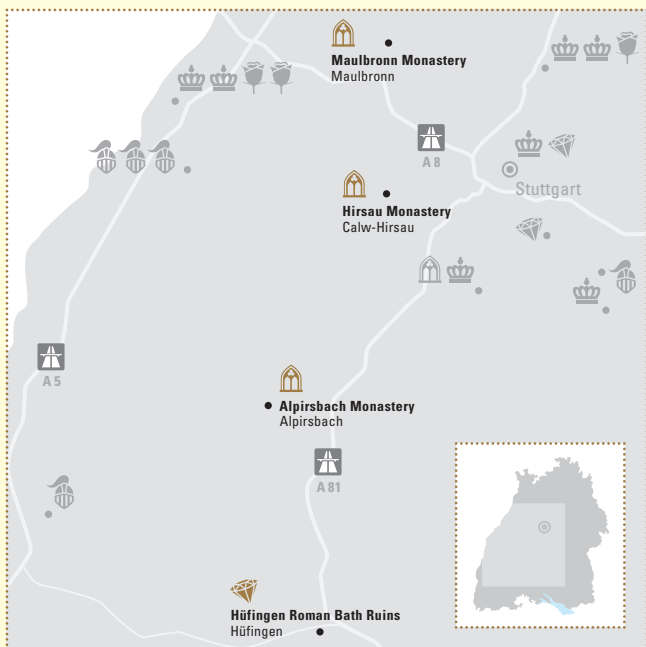 Maulbronn Monastery
Maulbronn
A 8
Stuttgart
Hirsau Monastery
Calw-Hirsau
A 5
Alpirsbach Monastery
Alpirsbach
A 81
Hüfingen Roman Bath Ruins
Hüfingen